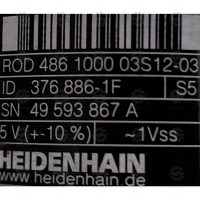 ROD 486 1000 03S12-03
ID 376 886-1F S5
SN 49 593 867 A
5 V (+-10 %) ~1Vss
HEIDENHAIN
www.heidenhain.de